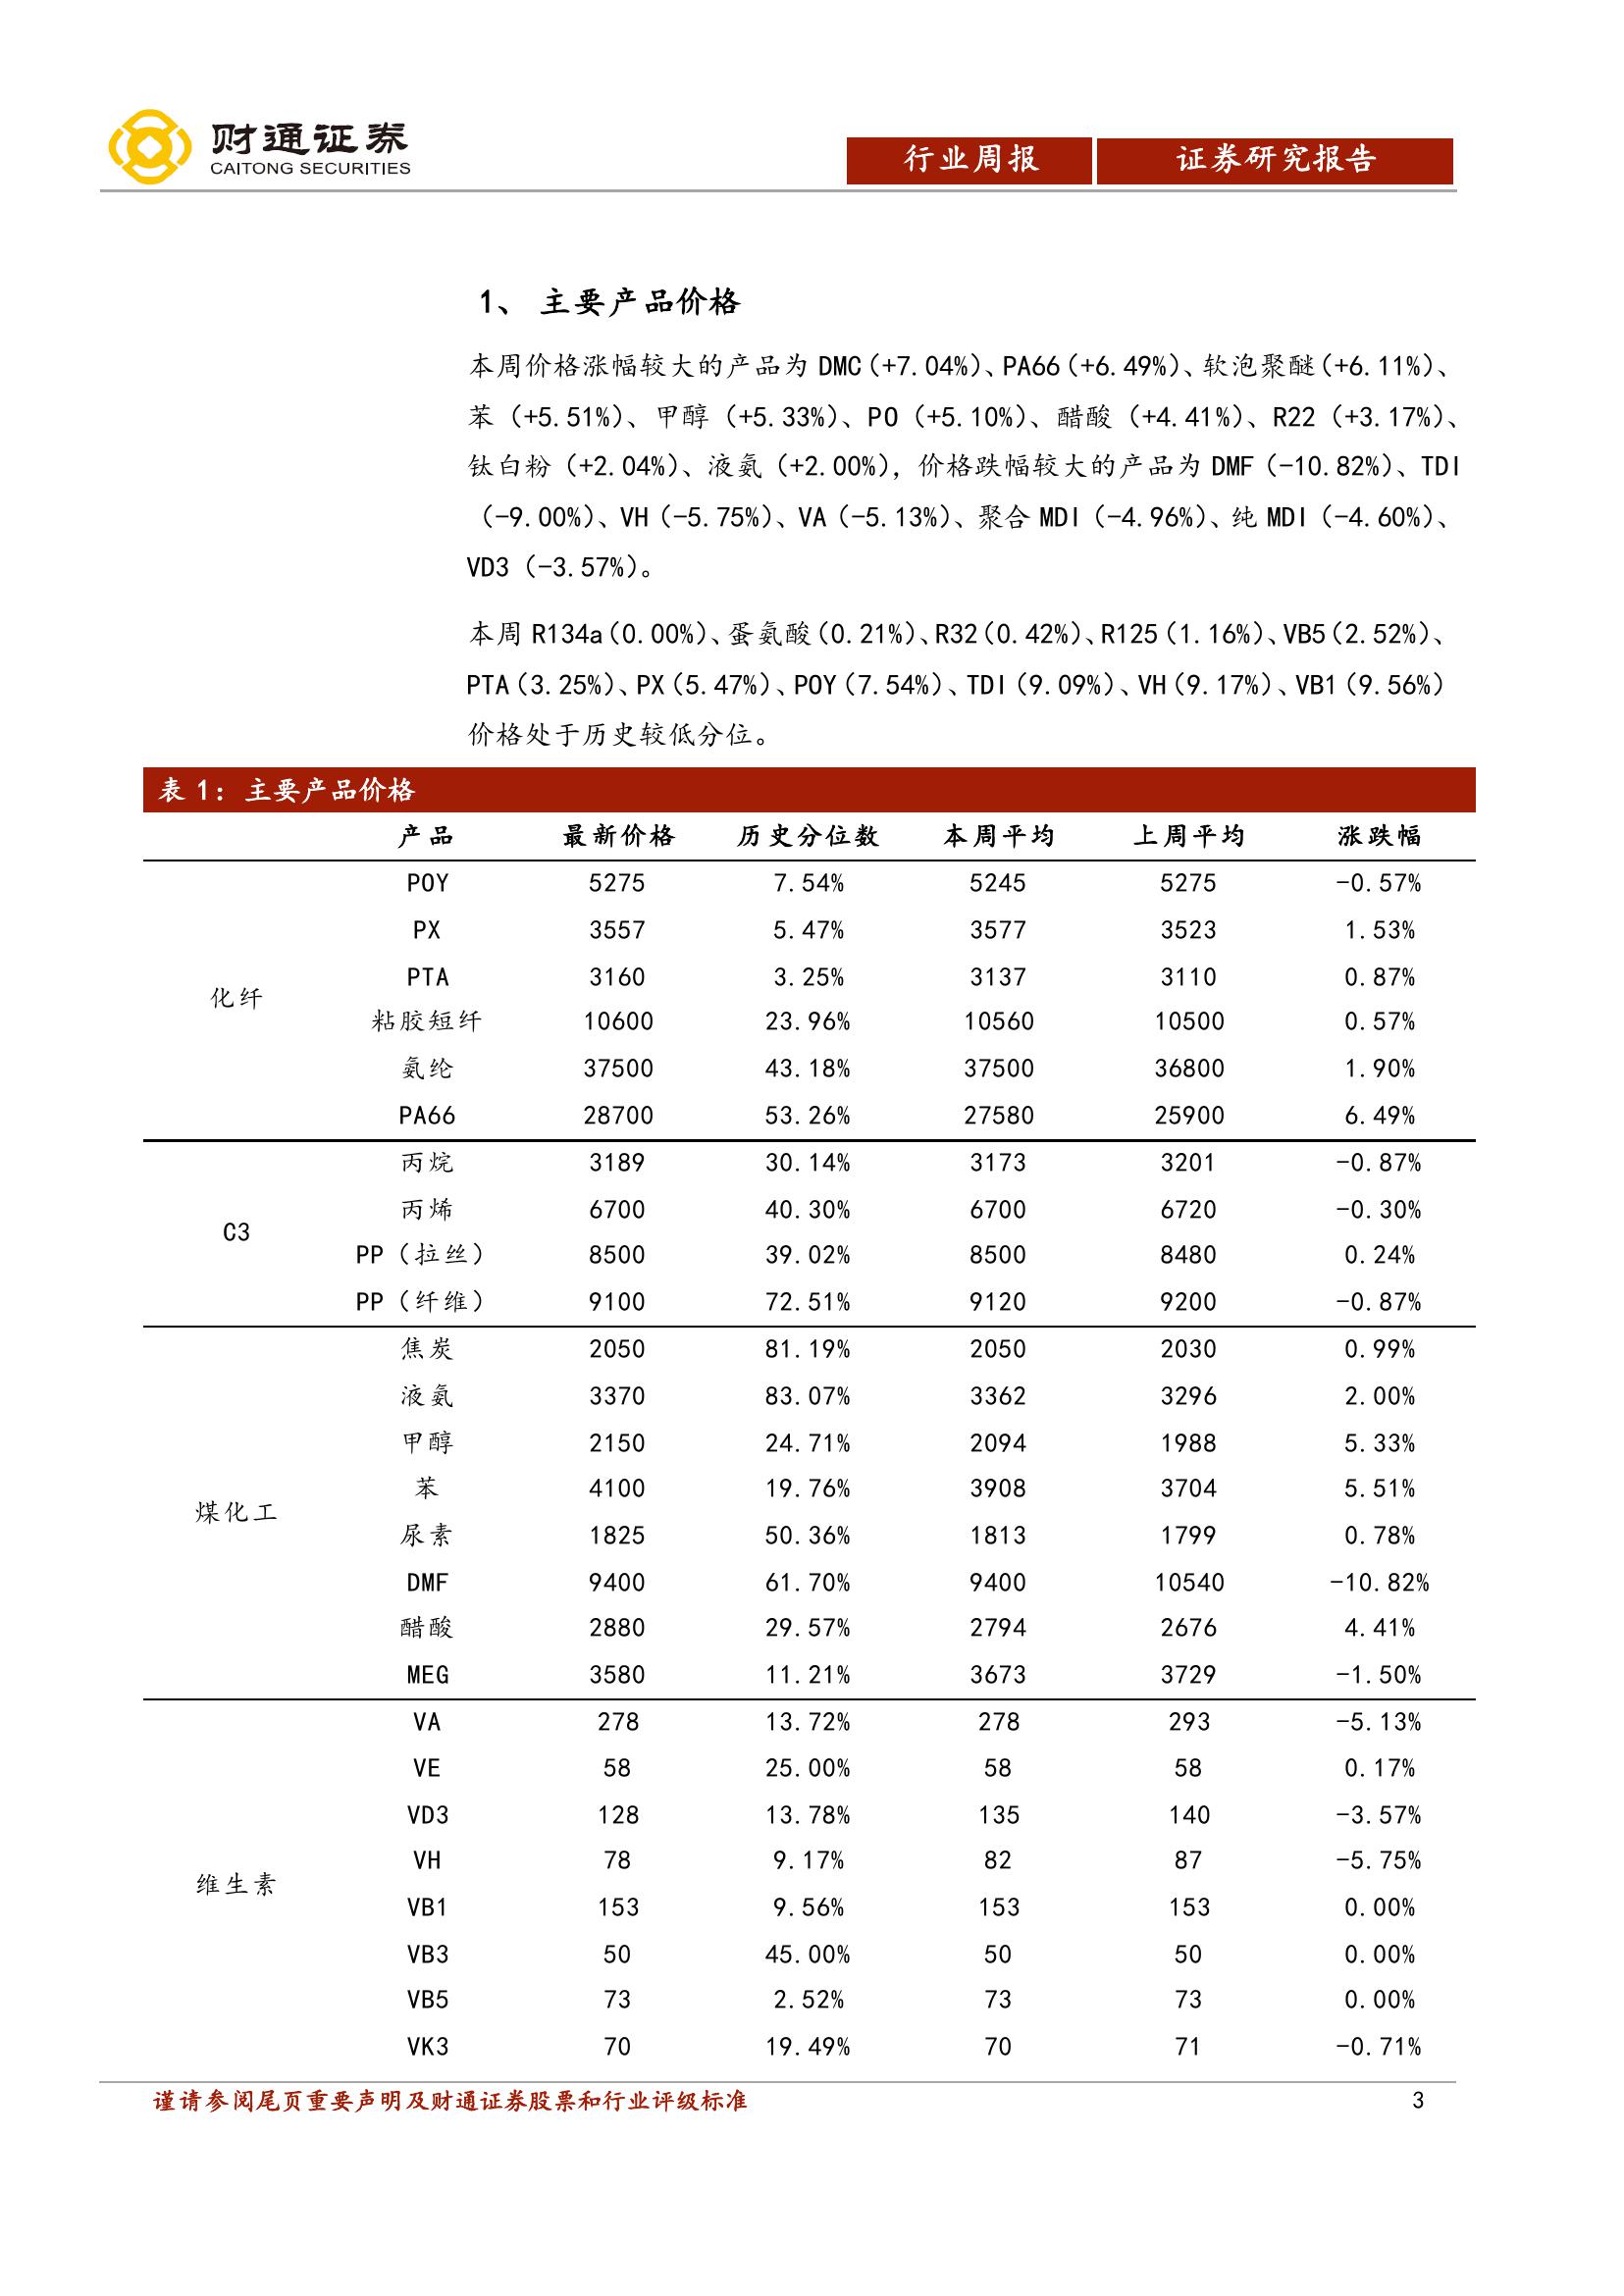 财通证券
CAITONG SECURITIES
行业周报 证券研究报告
1、 主要产品价格
本周价格涨幅较大的产品为 DMC（+7.04%）、PA66（+6.49%）、软泡聚醚（+6.11%）、
苯（+5.51%）、甲醇（+5.33%）、PO（+5.10%）、醋酸（+4.41%）、R22（+3.17%）、
钛白粉（+2.04%）、液氨（+2.00%），价格跌幅较大的产品为 DMF（-10.82%）、TDI
（-9.00%）、VH（-5.75%）、VA（-5.13%）、聚合 MDI（-4.96%）、纯 MDI（-4.60%）、
VD3（-3.57%）。
本周 R134a（0.00%）、蛋氨酸（0.21%）、R32（0.42%）、R125（1.16%）、VB5（2.52%）、
PTA（3.25%）、PX（5.47%）、POY（7.54%）、TDI（9.09%）、VH（9.17%）、VB1（9.56%）
价格处于历史较低分位。
表 1：主要产品价格
产品 最新价格 历史分位数 本周平均 上周平均 涨跌幅
化纤
POY 5275 7.54% 5245 5275 -0.57%
PX 3557 5.47% 3577 3523 1.53%
PTA 3160 3.25% 3137 3110 0.87%
粘胶短纤 10600 23.96% 10560 10500 0.57%
氨纶 37500 43.18% 37500 36800 1.90%
PA66 28700 53.26% 27580 25900 6.49%
C3
丙烷 3189 30.14% 3173 3201 -0.87%
丙烯 6700 40.30% 6700 6720 -0.30%
PP（拉丝） 8500 39.02% 8500 8480 0.24%
PP（纤维） 9100 72.51% 9120 9200 -0.87%
煤化工
焦炭 2050 81.19% 2050 2030 0.99%
液氨 3370 83.07% 3362 3296 2.00%
甲醇 2150 24.71% 2094 1988 5.33%
苯 4100 19.76% 3908 3704 5.51%
尿素 1825 50.36% 1813 1799 0.78%
DMF 9400 61.70% 9400 10540 -10.82%
醋酸 2880 29.57% 2794 2676 4.41%
MEG 3580 11.21% 3673 3729 -1.50%
维生素
VA 278 13.72% 278 293 -5.13%
VE 58 25.00% 58 58 0.17%
VD3 128 13.78% 135 140 -3.57%
VH 78 9.17% 82 87 -5.75%
VB1 153 9.56% 153 153 0.00%
VB3 50 45.00% 50 50 0.00%
VB5 73 2.52% 73 73 0.00%
VK3 70 19.49% 70 71 -0.71%
谨请参阅尾页重要声明及财通证券股票和行业评级标准 3